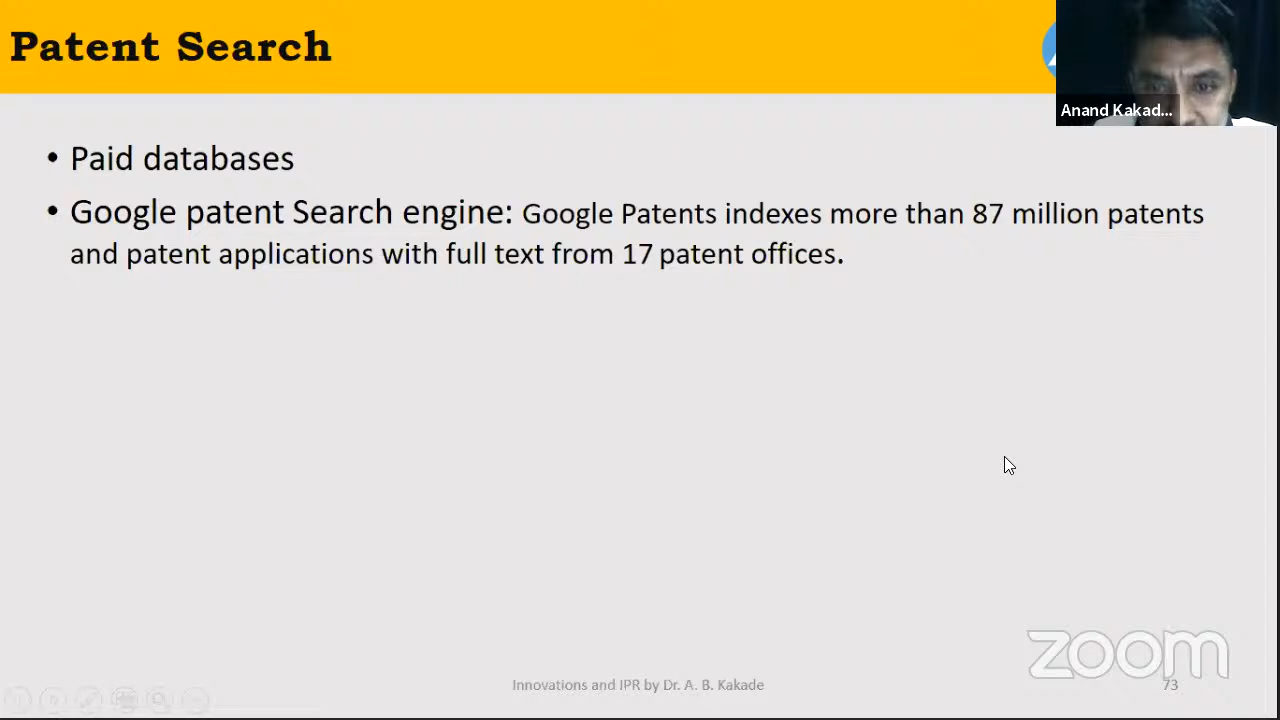 Patent Search
Anand Kakad...
• Paid databases
• Google patent Search engine: Google Patents indexes more than 87 million patents
and patent applications with full text from 17 patent offices.
zoom
Innovations and IPR by Dr. A. B. Kakade
73